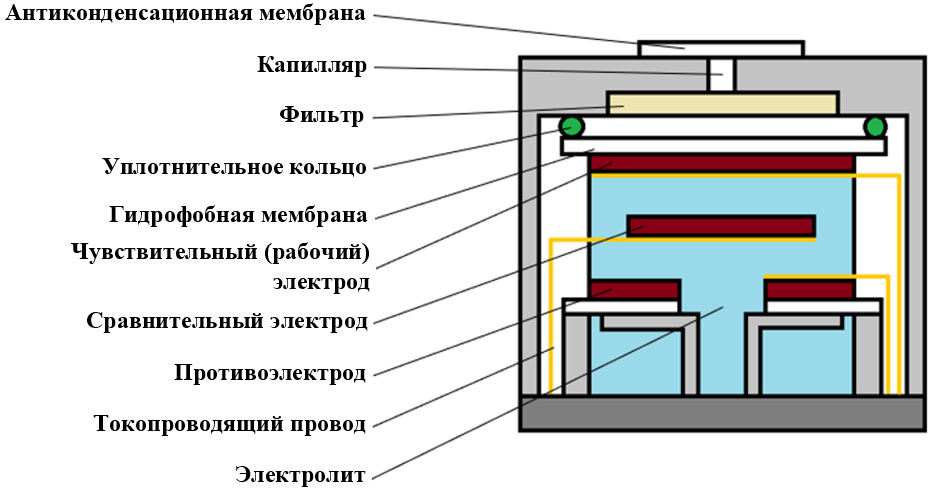 Антиконденсационная мембрана
Капилляр
Фильтр
Уплотнительное кольцо
Гидрофобная мембрана
Чувствительный (рабочий)
электрод
Сравнительный электрод
Противоэлектрод
Токопроводящий провод
Электролит